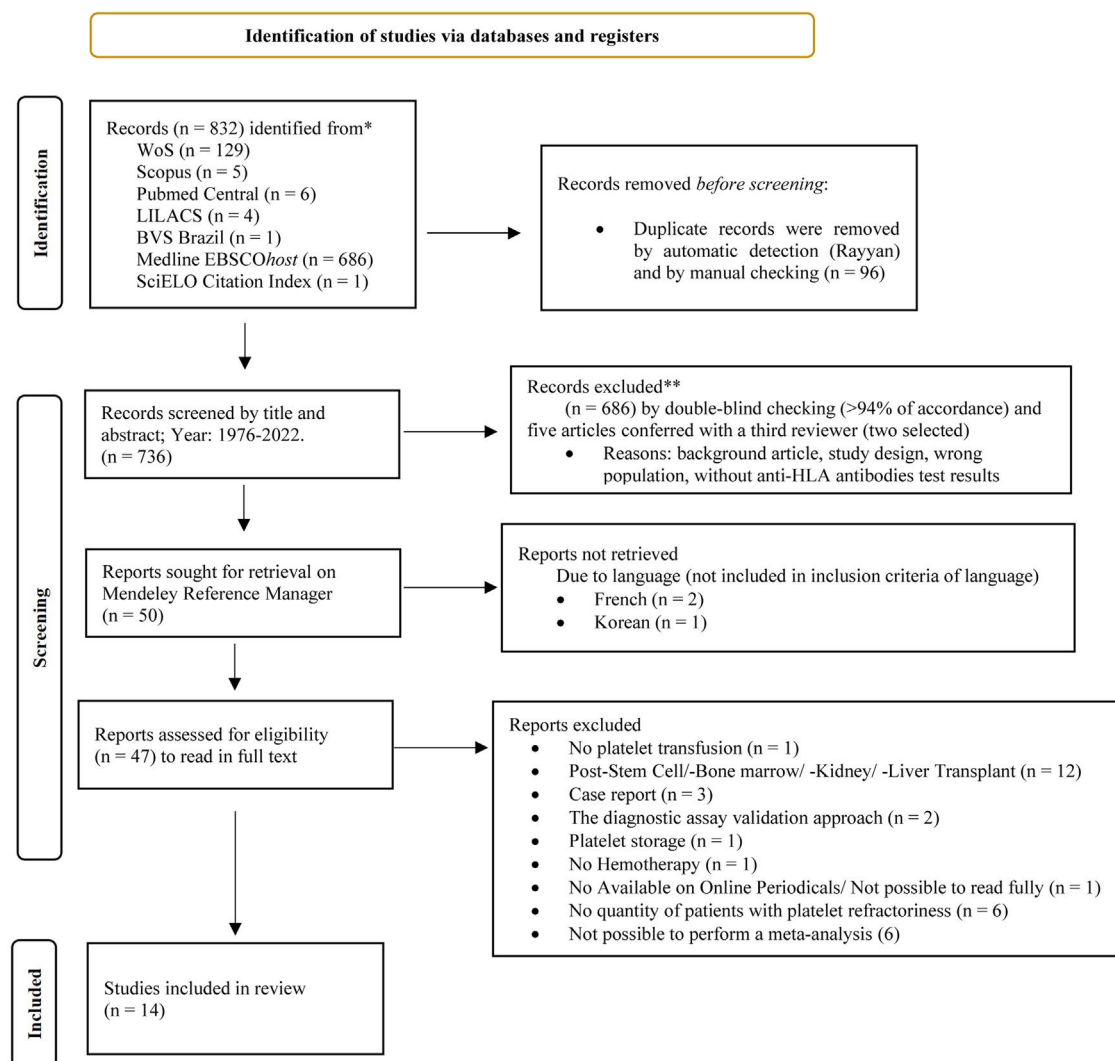 Identification of studies via databases and registers
Identification
Records (n = 832) identified from*
WoS (n = 129)
Scopus (n = 5)
Pubmed Central (n = 6)
LILACS (n = 4)
BVS Brazil (n = 1)
Medline EBSCOhost (n = 686)
SciELO Citation Index (n = 1)
Records removed before screening:
• Duplicate records were removed
by automatic detection (Rayyan)
and by manual checking (n = 96)
Screening
Records screened by title and
abstract; Year: 1976-2022.
(n = 736)
Records excluded**
(n = 686) by double-blind checking (>94% of accordance) and
five articles conferred with a third reviewer (two selected)
• Reasons: background article, study design, wrong
population, without anti-HLA antibodies test results
Reports sought for retrieval on
Mendeley Reference Manager
(n = 50)
Reports not retrieved
Due to language (not included in inclusion criteria of language)
• French (n = 2)
• Korean (n = 1)
Reports assessed for eligibility
(n = 47) to read in full text
Reports excluded
• No platelet transfusion (n = 1)
• Post-Stem Cell/-Bone marrow/ -Kidney/ -Liver Transplant (n = 12)
• Case report (n = 3)
• The diagnostic assay validation approach (n = 2)
• Platelet storage (n = 1)
• No Hemotherapy (n = 1)
• No Available on Online Periodicals/ Not possible to read fully (n = 1)
• No quantity of patients with platelet refractoriness (n = 6)
• Not possible to perform a meta-analysis (6)
Included
Studies included in review
(n = 14)